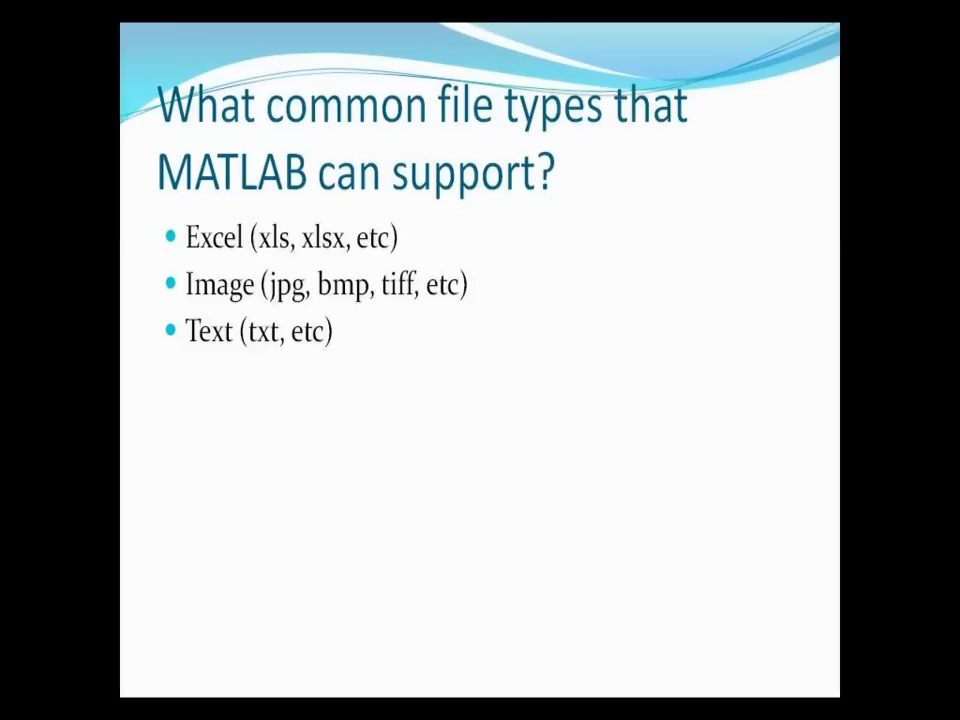 What common file types that
MATLAB can support?
Excel (xls, xlsx, etc)
Image (jpg, bmp, tiff, etc)
Text (txt, etc)